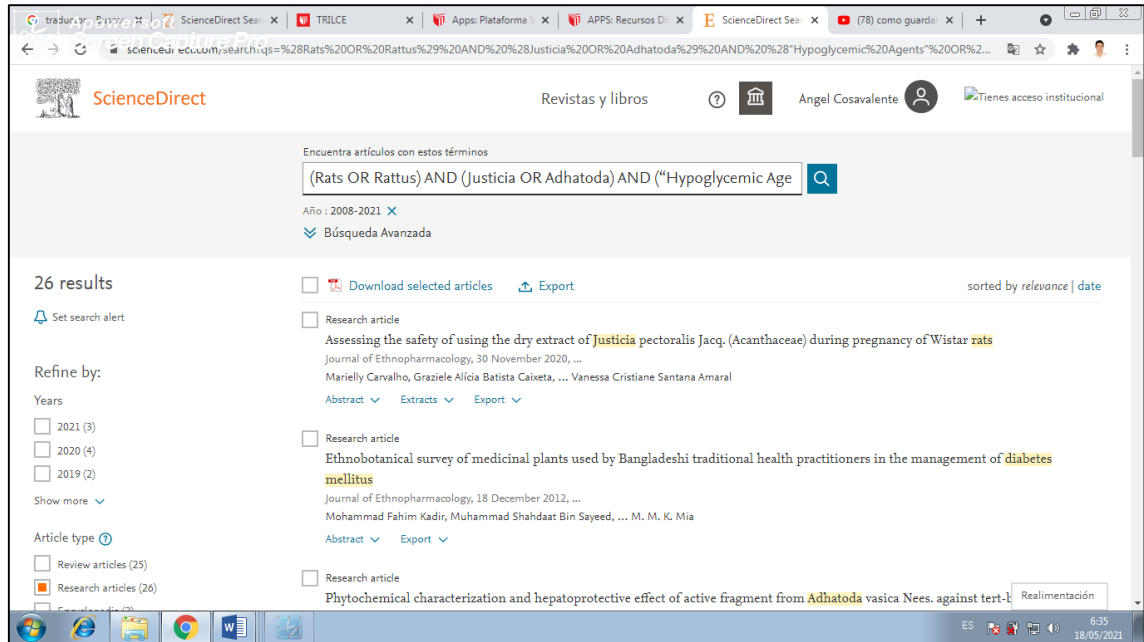 traductor - Buscar
ScienceDirect Sear
TRILCE
Apps: Plataforma V
APPS: Recursos Di
ScienceDirect Sear
(78) como guardar
Apowersoft
Screen Capture Pro
search?qs=%28Rats%20OR%20Rattus%29%20AND%20%28Justicia%20OR%20Adhatoda%29%20AND%20%28"Hypoglycemic%20Agents"%20OR%2...
ScienceDirect
Revistas y libros
Angel Cosavalente
Tienes acceso institucional
Encuentra artículos con estos términos
(Rats OR Rattus) AND (Justicia OR Adhatoda) AND (“Hypoglycemic Age
Año : 2008-2021
Búsqueda Avanzada
26 results
Download selected articles
Export
sorted by relevance | date
Set search alert
Research article
Assessing the safety of using the dry extract of Justicia pectoralis Jacq. (Acanthaceae) during pregnancy of Wistar rats
Journal of Ethnopharmacology, 30 November 2020, ...
Marielly Carvalho, Graziele Alícia Batista Caixeta, ... Vanessa Cristiane Santana Amaral
Abstract
Extracts
Export
Refine by:
Years
2021 (3)
2020 (4)
2019 (2)
Show more
Research article
Ethnobotanical survey of medicinal plants used by Bangladeshi traditional health practitioners in the management of diabetes
mellitus
Journal of Ethnopharmacology, 18 December 2012, ...
Mohammad Fahim Kadir, Muhammad Shahdaat Bin Sayeed, ... M. M. K. Mia
Abstract
Export
Article type
Review articles (25)
Research articles (26)
Research article
Phytochemical characterization and hepatoprotective effect of active fragment from Adhatoda vasica Nees. against tert-b
Realimentación
ES
6:35
18/05/2021